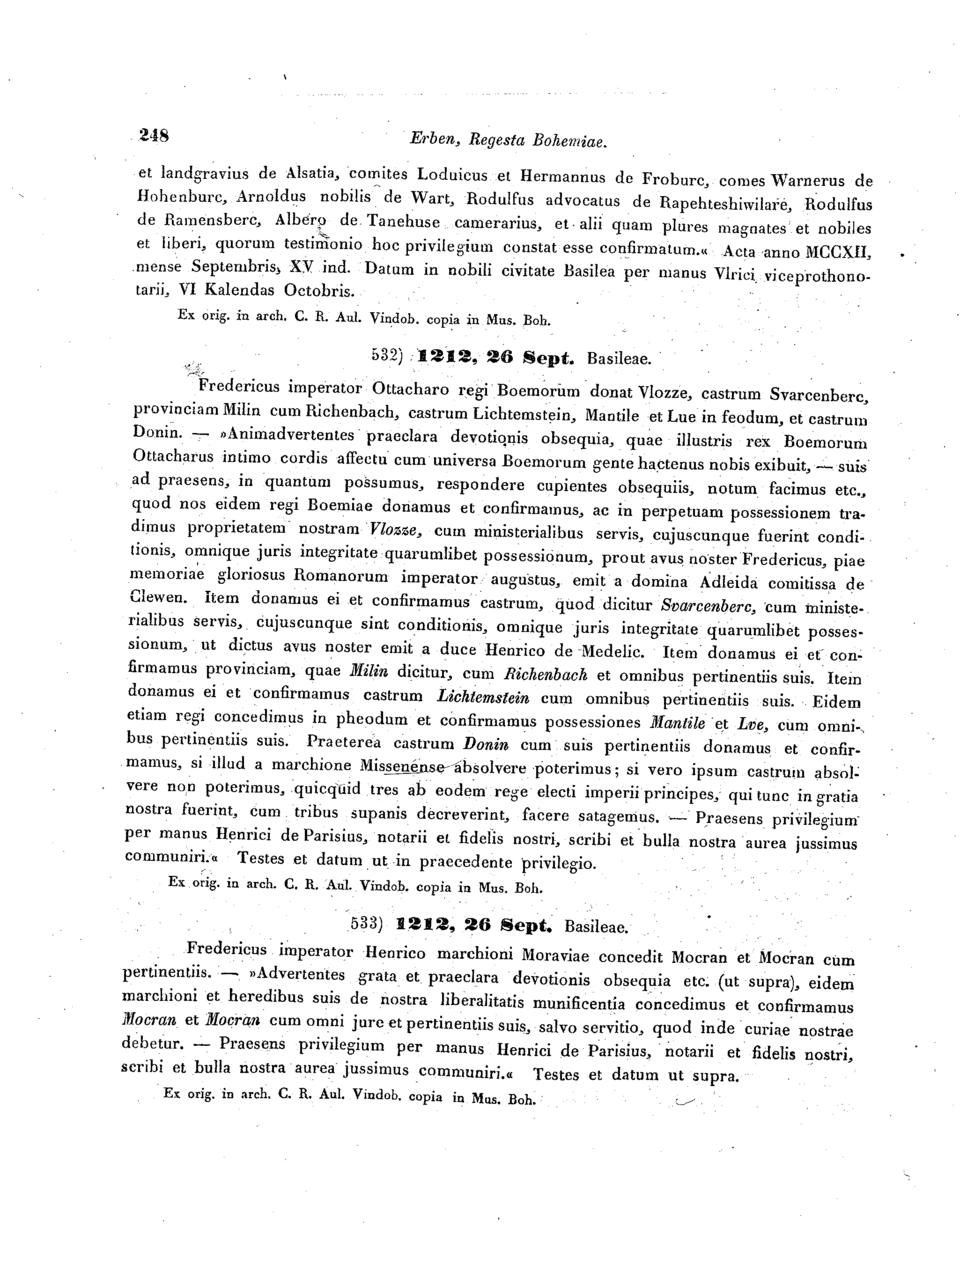 248 Erben, Regesta Bohemiae.
et landgravius de Alsatia, comites Loduicus et Hermannus de Froburc, comes Warnerus de
Hohenburc, Arnoldus nobilis de Wart, Rodulfus advocatus de Rapehteshiwilare, Rodulfus
de Ramensberc, Albero de Tanehuse camerarius, et alii quam plures magnates et nobiles
et liberi, quorum testimonio hoc privilegium constat esse confirmatum.« Acta anno MCCXII,
mense Septembris, XV ind. Datum in nobili civitate Basilea per manus Vlrici viceprothono-
tarii, VI Kalendas Octobris.
Ex orig. in arch. C. R. Aul. Vindob. copia in Mus. Boh.
532) 1212, 26 Sept. Basileae.
Fredericus imperator Ottacharo regi Boemorum donat Vlozze, castrum Svarcenberc,
provinciam Milin cum Richenbach, castrum Lichtemstein, Mantile et Lue in feodum, et castrum
Donin. — »Animadvertentes praeclara devotionis obsequia, quae illustris rex Boemorum
Ottacharus intimo cordis affectu cum universa Boemorum gente hactenus nobis exibuit, — suis
ad praesens, in quantum possumus, respondere cupientes obsequiis, notum facimus etc.,
quod nos eidem regi Boemiae donamus et confirmamus, ac in perpetuam possessionem tra-
dimus proprietatem nostram Vlozze, cum ministerialibus servis, cujuscunque fuerint condi-
tionis, omnique juris integritate quarumlibet possessionum, prout avus noster Fredericus, piae
memoriae gloriosus Romanorum imperator augustus, emit a domina Adleida comitissa de
Clewen. Item donamus ei et confirmamus castrum, quod dicitur Svarcenberc, cum ministe-
rialibus servis, cujuscunque sint conditionis, omnique juris integritate quarumlibet posses-
sionum, ut dictus avus noster emit a duce Henrico de Medelic. Item donamus ei et con-
firmamus provinciam, quae Milin dicitur, cum Richenbach et omnibus pertinentiis suis. Item
donamus ei et confirmamus castrum Lichtemstein cum omnibus pertinentiis suis. Eidem
etiam regi concedimus in pheodum et confirmamus possessiones Mantile et Lve, cum omni-
bus pertinentiis suis. Praeterea castrum Donin cum suis pertinentiis donamus et confir-
mamus, si illud a marchione Missenense absolvere poterimus; si vero ipsum castrum absol-
vere non poterimus, quicquid tres ab eodem rege electi imperii principes, qui tunc in gratia
nostra fuerint, cum tribus supanis decreverint, facere satagemus. — Praesens privilegium
per manus Henrici de Parisius, notarii et fidelis nostri, scribi et bulla nostra aurea jussimus
communiri.« Testes et datum ut in praecedente privilegio.
Ex orig. in arch. C. R. Aul. Vindob. copia in Mus. Boh.
533) 1212, 26 Sept. Basileae.
Fredericus imperator Henrico marchioni Moraviae concedit Mocran et Mocran cum
pertinentiis. — »Advertentes grata et praeclara devotionis obsequia etc. (ut supra), eidem
marchioni et heredibus suis de nostra liberalitatis munificentia concedimus et confirmamus
Mocran et Mocran cum omni jure et pertinentiis suis, salvo servitio, quod inde curiae nostrae
debetur. — Praesens privilegium per manus Henrici de Parisius, notarii et fidelis nostri,
scribi et bulla nostra aurea jussimus communiri.« Testes et datum ut supra.
Ex orig. in arch. C. R. Aul. Vindob. copia in Mus. Boh.